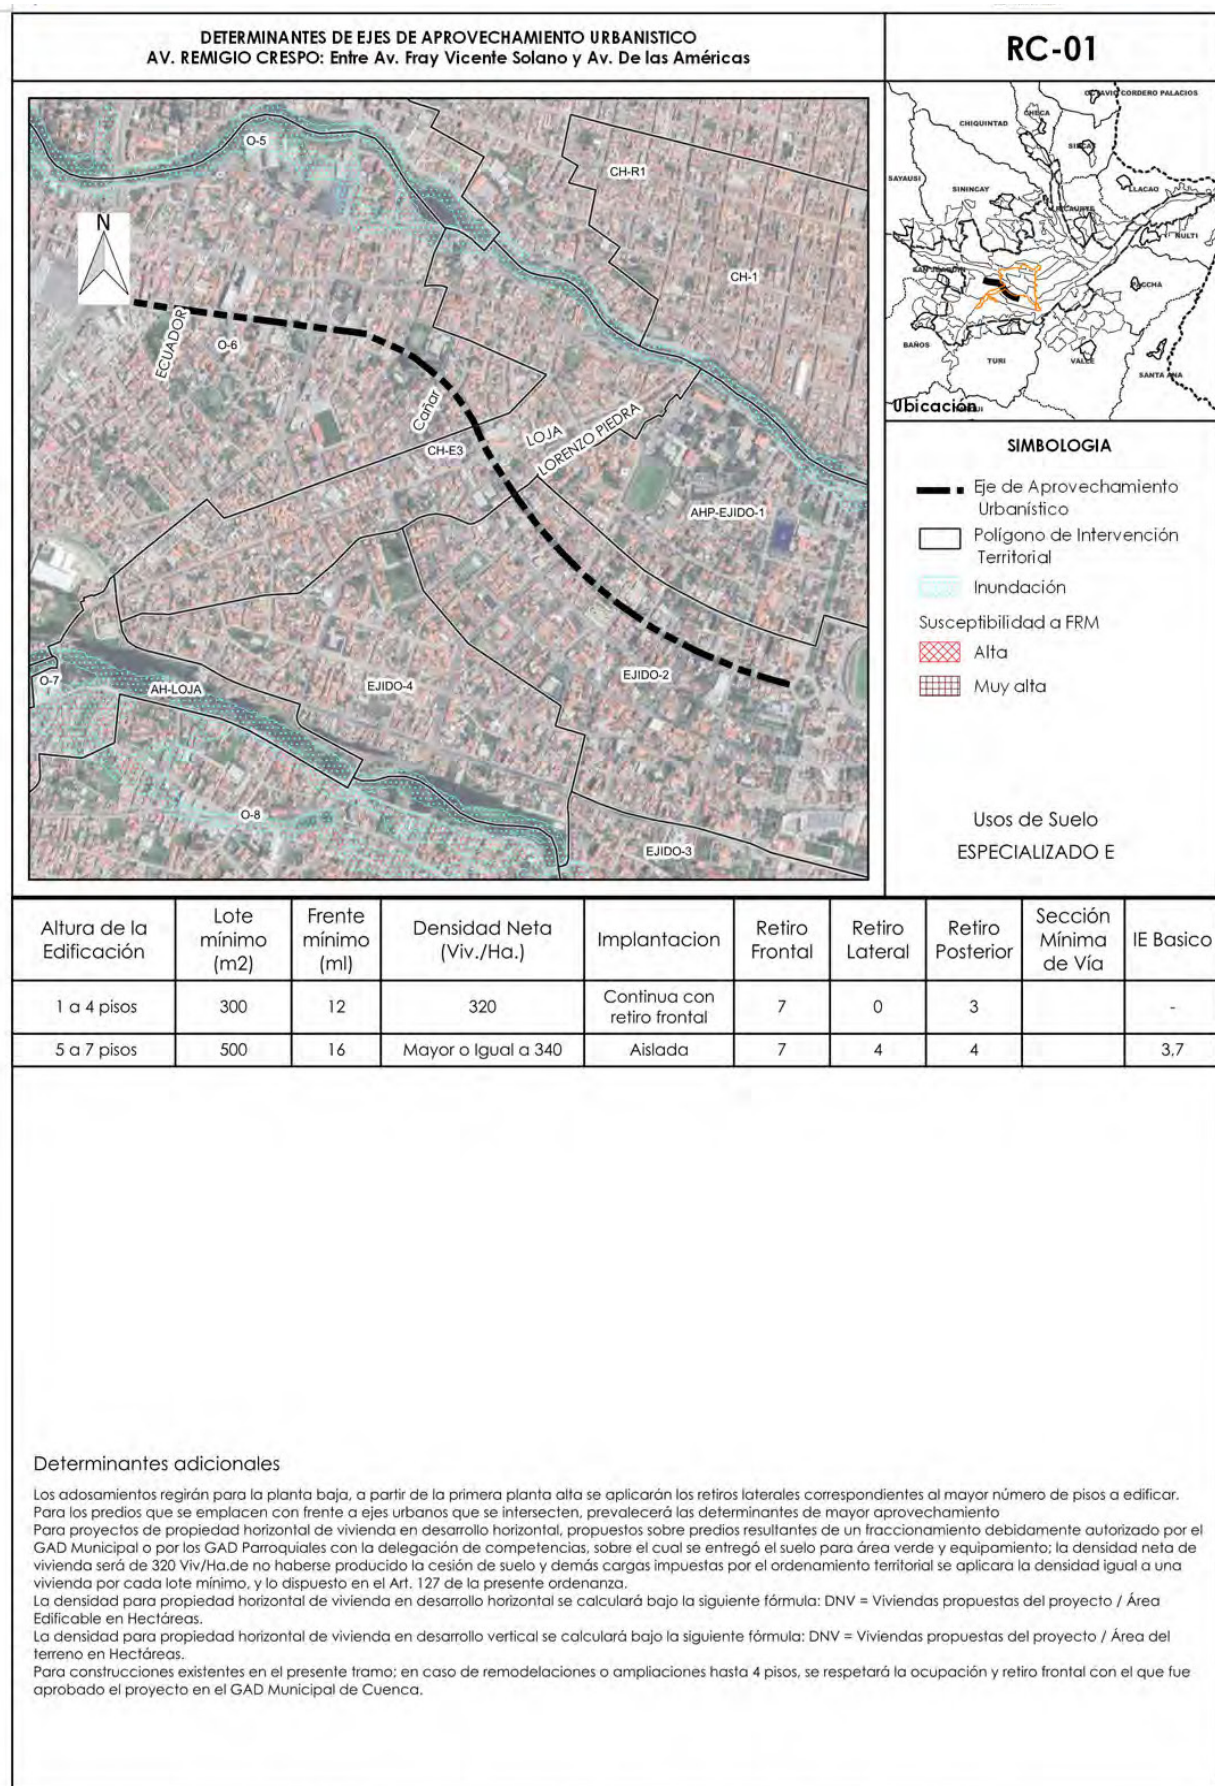 DETERMINANTES DE EJES DE APROVECHAMIENTO URBANISTICO
AV. REMIGIO CRESPO: Entre Av. Fray Vicente Solano y Av. De las Américas
RC-01
O-5
CH-R1
N
CH-1
ECUADOR
O-6
Cañar
CH-E3
LOJA
LORENZO PIEDRA
AHP-EJIDO-1
O-7
AH-LOJA
EJIDO-4
EJIDO-2
O-8
EJIDO-3
OCTAVIO CORDERO PALACIOS
CHECA
CHIQUINTAD
SAYAUSI
SININCAY
LLACAO
NULTI
SAN JOAQUIN
PACCHA
BAÑOS
TURI
VALLE
SANTA ANA
Ubicación
SIMBOLOGIA
Eje de Aprovechamiento
Urbanístico
Polígono de Intervención
Territorial
Inundación
Susceptibilidad a FRM
Alta
Muy alta
Usos de Suelo
ESPECIALIZADO E
Altura de la Edificación Lote mínimo (m2) Frente mínimo (ml) Densidad Neta (Viv./Ha.) Implantacion Retiro Frontal Retiro Lateral Retiro Posterior Sección Mínima de Vía IE Basico
1 a 4 pisos 300 12 320 Continua con retiro frontal 7 0 3 -
5 a 7 pisos 500 16 Mayor o Igual a 340 Aislada 7 4 4 3,7
Determinantes adicionales
Los adosamientos regirán para la planta baja, a partir de la primera planta alta se aplicarán los retiros laterales correspondientes al mayor número de pisos a edificar.
Para los predios que se emplacen con frente a ejes urbanos que se intersecten, prevalecerá las determinantes de mayor aprovechamiento
Para proyectos de propiedad horizontal de vivienda en desarrollo horizontal, propuestos sobre predios resultantes de un fraccionamiento debidamente autorizado por el
GAD Municipal o por los GAD Parroquiales con la delegación de competencias, sobre el cual se entregó el suelo para área verde y equipamiento; la densidad neta de
vivienda será de 320 Viv/Ha.de no haberse producido la cesión de suelo y demás cargas impuestas por el ordenamiento territorial se aplicara la densidad igual a una
vivienda por cada lote mínimo, y lo dispuesto en el Art. 127 de la presente ordenanza.
La densidad para propiedad horizontal de vivienda en desarrollo horizontal se calculará bajo la siguiente fórmula: DNV = Viviendas propuestas del proyecto / Área
Edificable en Hectáreas.
La densidad para propiedad horizontal de vivienda en desarrollo vertical se calculará bajo la siguiente fórmula: DNV = Viviendas propuestas del proyecto / Área del
terreno en Hectáreas.
Para construcciones existentes en el presente tramo; en caso de remodelaciones o ampliaciones hasta 4 pisos, se respetará la ocupación y retiro frontal con el que fue
aprobado el proyecto en el GAD Municipal de Cuenca.